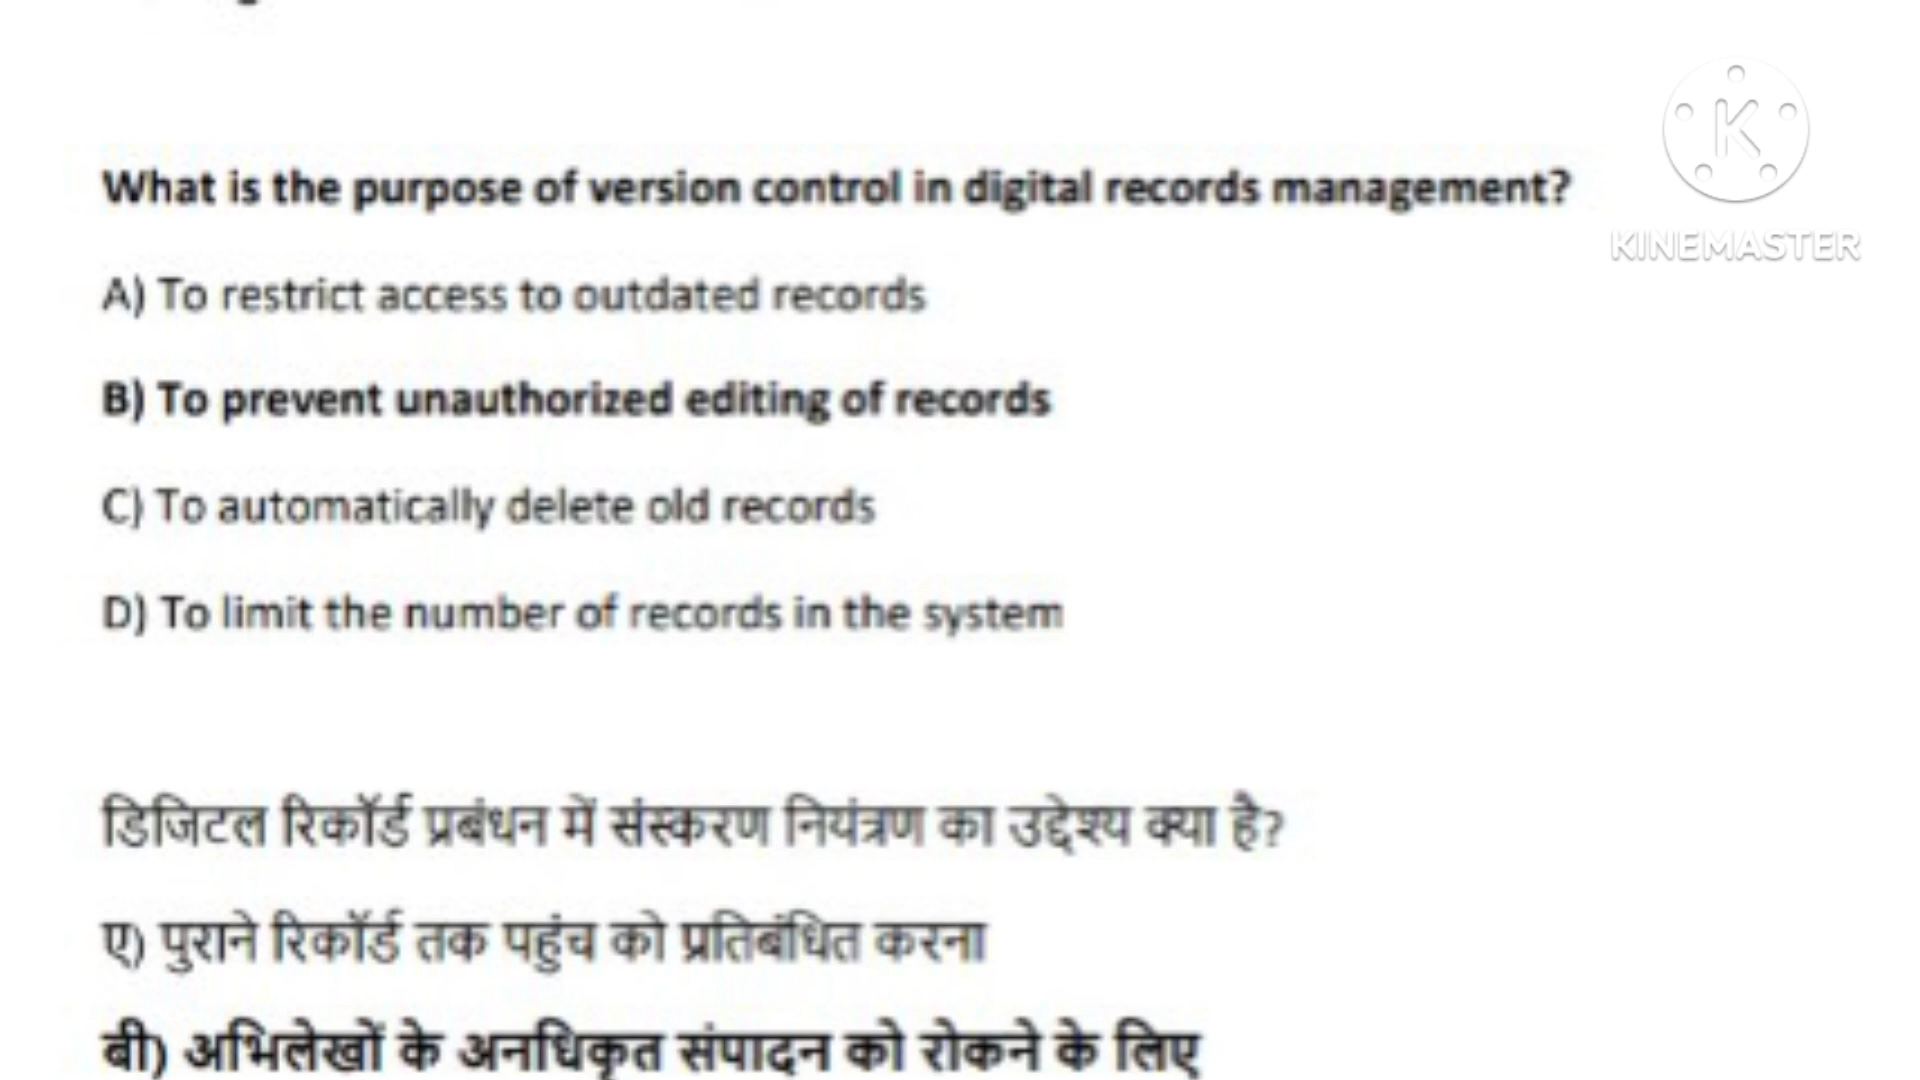 What is the purpose of version control in digital records management?
A) To restrict access to outdated records
B) To prevent unauthorized editing of records
C) To automatically delete old records
D) To limit the number of records in the system
डिजिटल रिकॉर्ड प्रबंधन में संस्करण नियंत्रण का उद्देश्य क्या है?
ए) पुराने रिकॉर्ड तक पहुंच को प्रतिबंधित करना
बी) अभिलेखों के अनधिकृत संपादन को रोकने के लिए
K
KINEMASTER